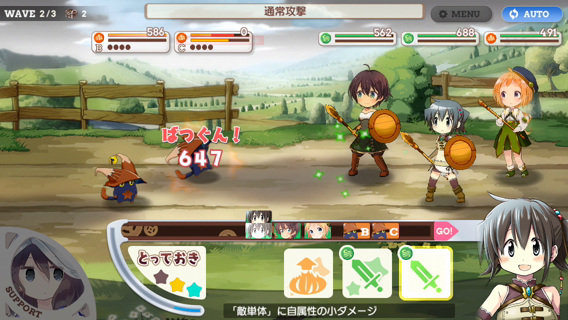 WAVE 2/3 2
通常攻撃
MENU
AUTO
586
B
0
C
562
688
491
ばつぐん!
647
B
C
GO!
とっておき
SUPPORT
「敵単体」に自属性の小ダメージ